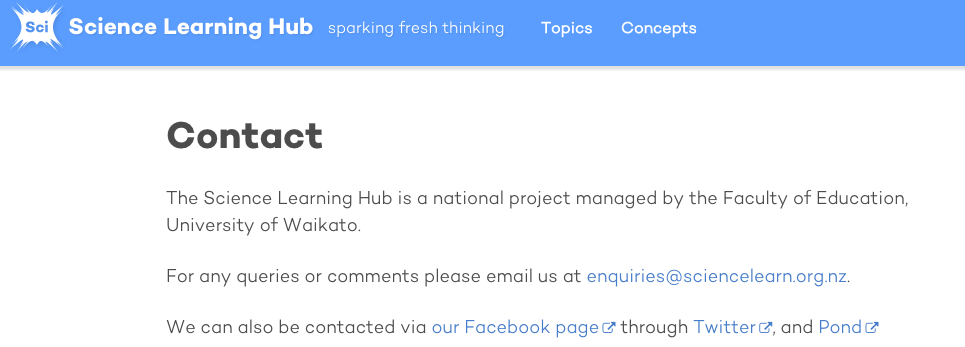 Sci Science Learning Hub sparking fresh thinking Topics Concepts
Contact
The Science Learning Hub is a national project managed by the Faculty of Education,
University of Waikato.
For any queries or comments please email us at enquiries@sciencelearn.org.nz.
We can also be contacted via our Facebook page through Twitter, and Pond